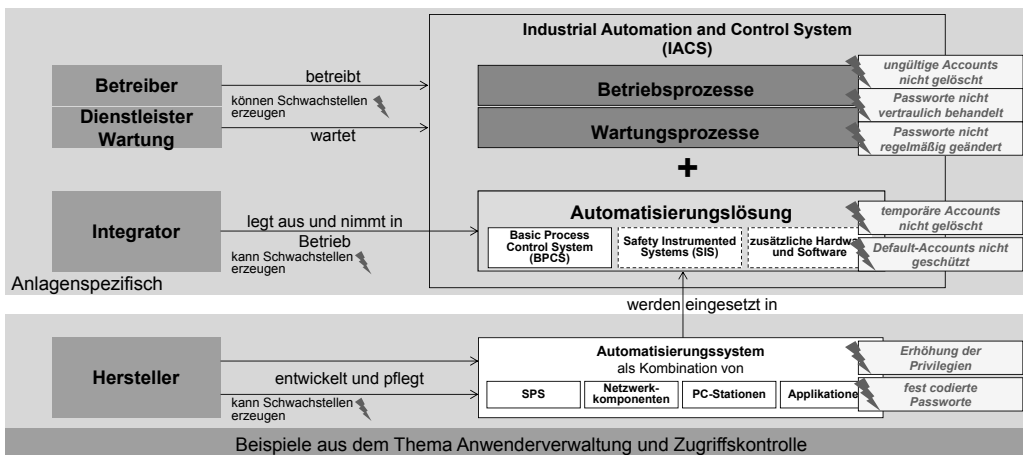 Industrial Automation and Control System
(IACS)
Betreiber
betreibt
können Schwachstellen
erzeugen
Dienstleister
Wartung
wartet
Betriebsprozesse
Wartungsprozesse
ungültige Accounts
nicht gelöscht
Passworte nicht
vertraulich behandelt
Passworte nicht
regelmäßig geändert
+
Integrator
legt aus und nimmt in
Betrieb
kann Schwachstellen
erzeugen
Automatisierungslösung
Basic Process
Control System
(BPCS)
Safety Instrumented
Systems (SIS)
zusätzliche Hardwa
und Software
temporäre Accounts
nicht gelöscht
Default-Accounts nicht
geschützt
Anlagenspezifisch
werden eingesetzt in
Hersteller
entwickelt und pflegt
kann Schwachstellen
erzeugen
Automatisierungssystem
als Kombination von
SPS
Netzwerk-
komponenten
PC-Stationen
Applikatione
Erhöhung der
Privilegien
fest codierte
Passworte
Beispiele aus dem Thema Anwenderverwaltung und Zugriffskontrolle